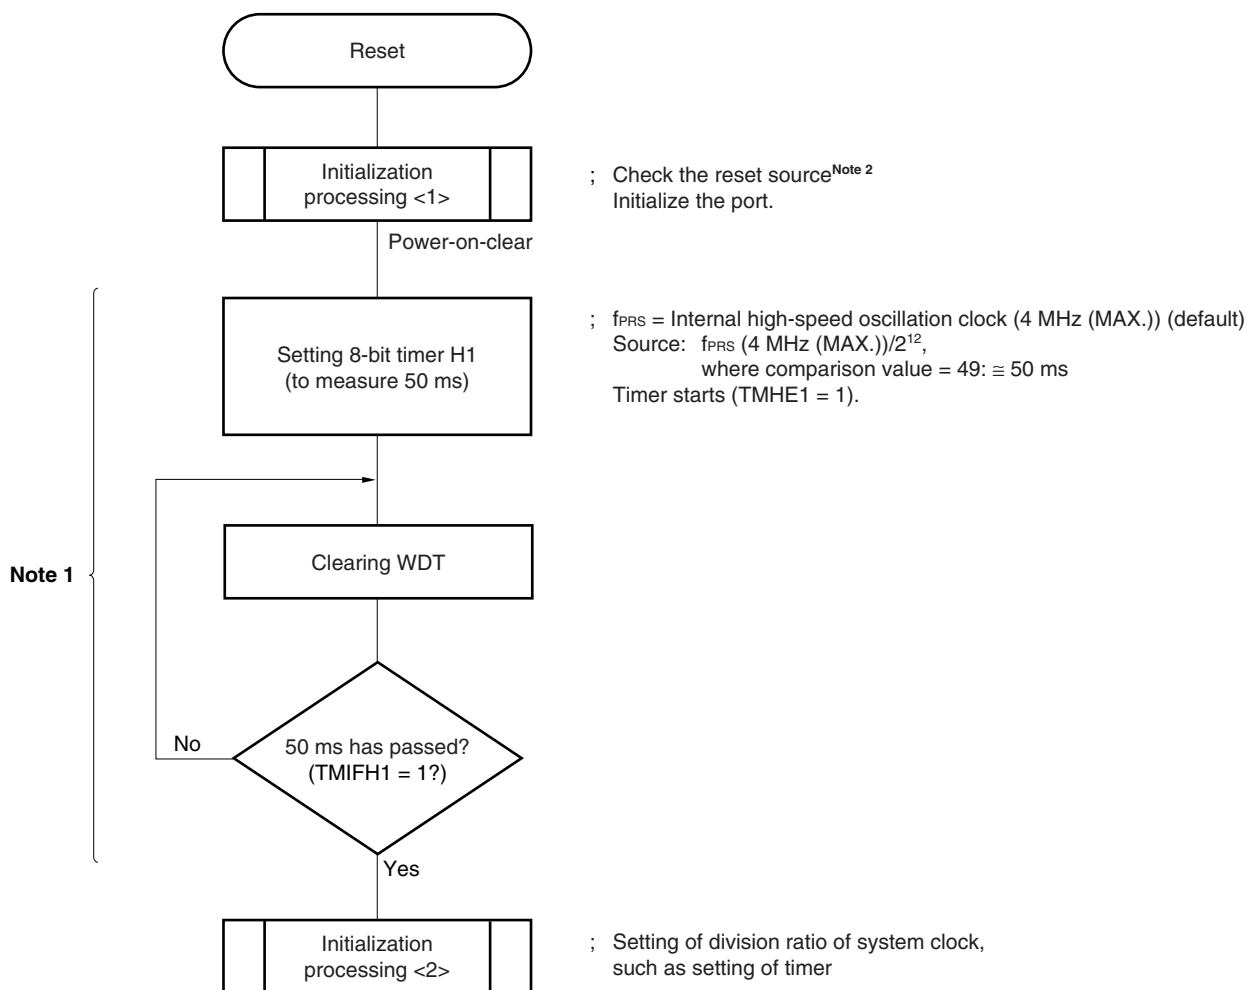 Reset
Initialization
processing <1>
; Check the reset sourceNote 2
Initialize the port.
Power-on-clear
Setting 8-bit timer H1
(to measure 50 ms)
; fPRS = Internal high-speed oscillation clock (4 MHz (MAX.)) (default)
Source: fPRS (4 MHz (MAX.))/2¹²,
where comparison value = 49: ≅ 50 ms
Timer starts (TMHE1 = 1).
Clearing WDT
Note 1
No
50 ms has passed?
(TMIFH1 = 1?)
Yes
Initialization
processing <2>
; Setting of division ratio of system clock,
such as setting of timer